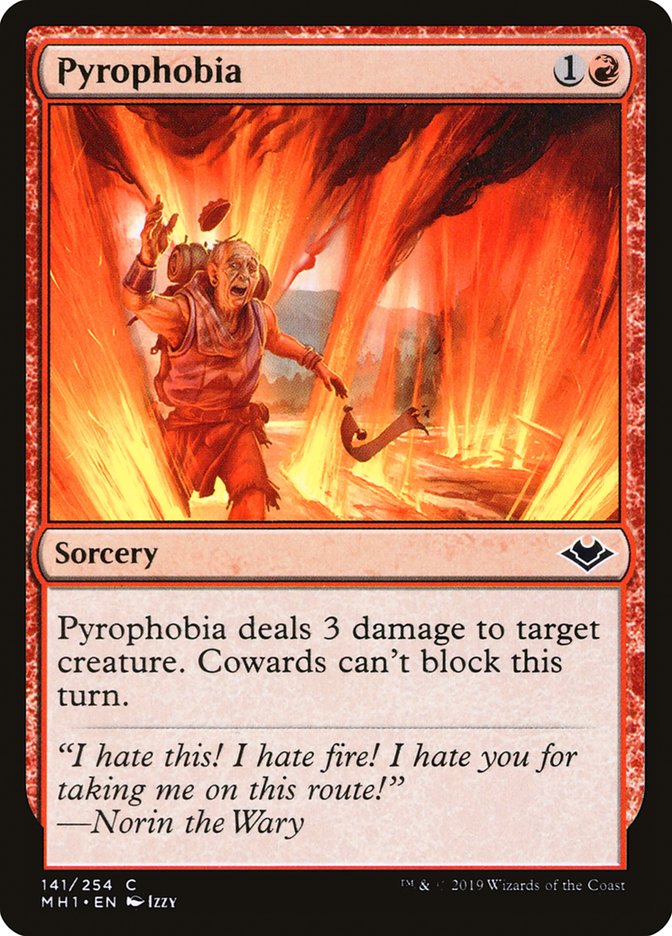 Pyrophobia 1
Sorcery
Pyrophobia deals 3 damage to target
creature. Cowards can't block this
turn.
“I hate this! I hate fire! I hate you for
taking me on this route!”
—Norin the Wary
141/254 C
MH1 • EN Izzy
™ & © 2019 Wizards of the Coast